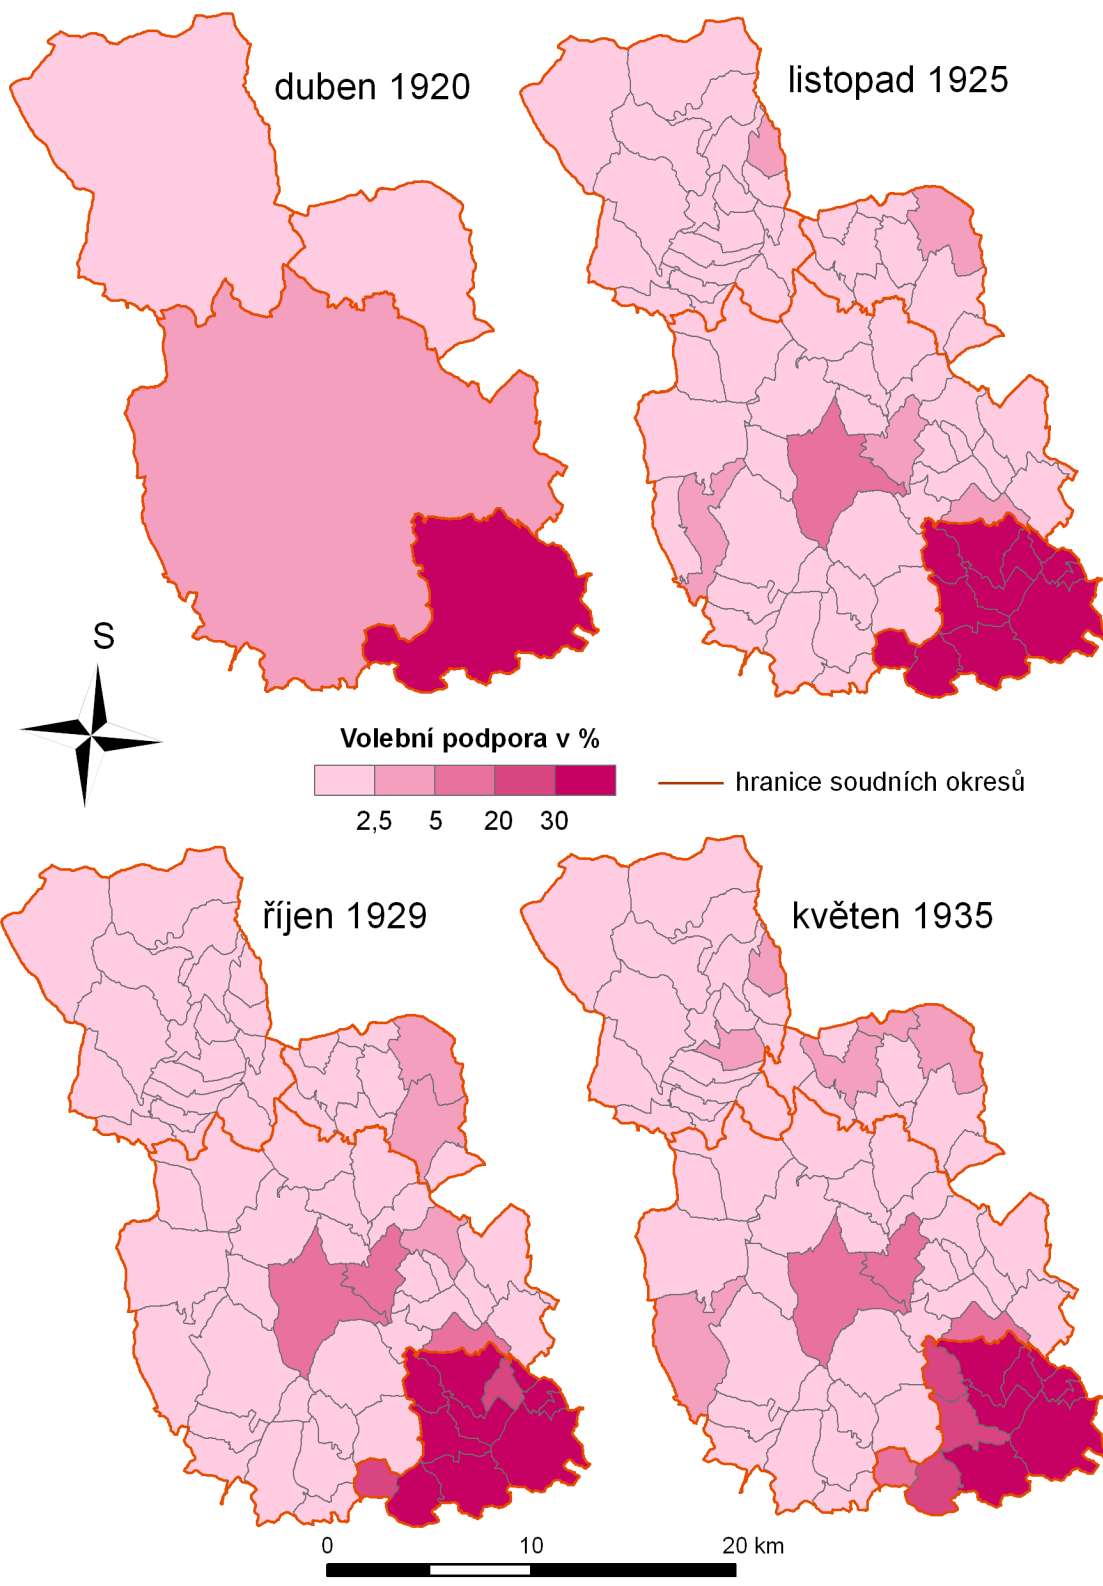 duben 1920
listopad 1925
S
Volební podpora v %
hranice soudních okresů
2,5 5 20 30
říjen 1929
květen 1935
0 10 20 km